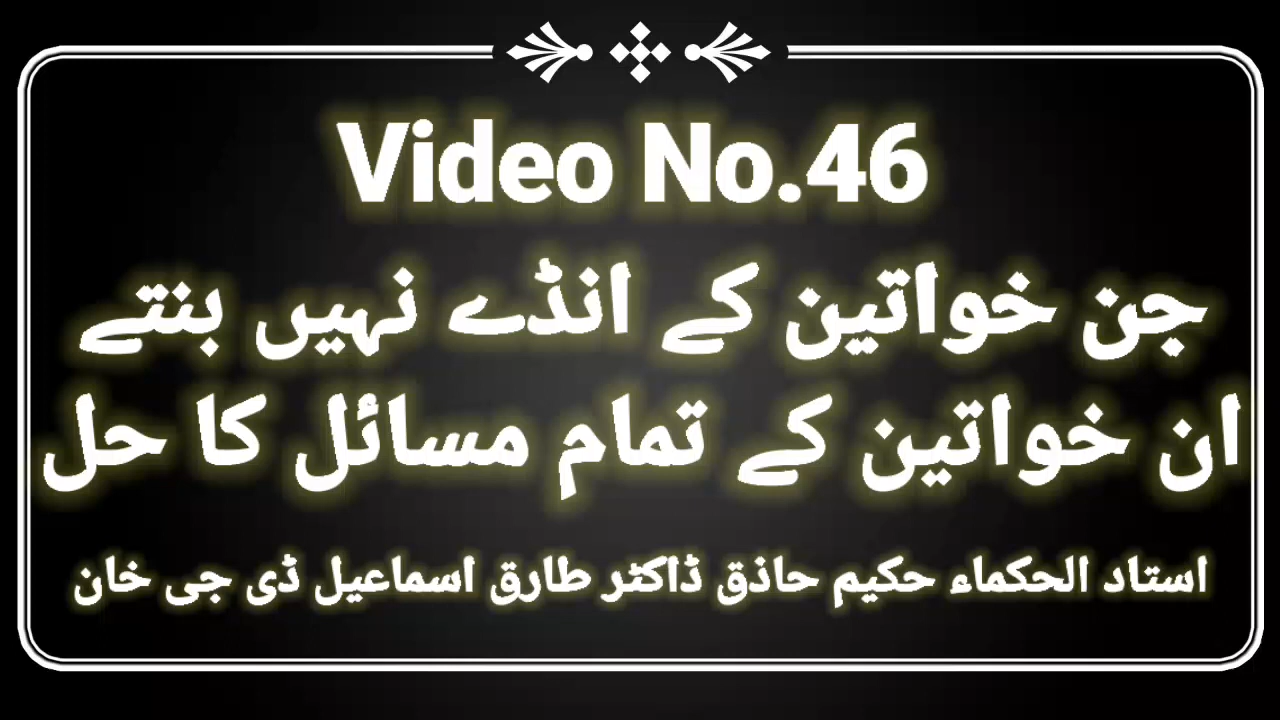 Video No.46
جن خواتین کے انڈے نہیں بنتے
ان خواتین کے تمام مسائل کا حل
استاد الحکماء حکیم حاذق ڈاکٹر طارق اسماعیل ڈی جی خان